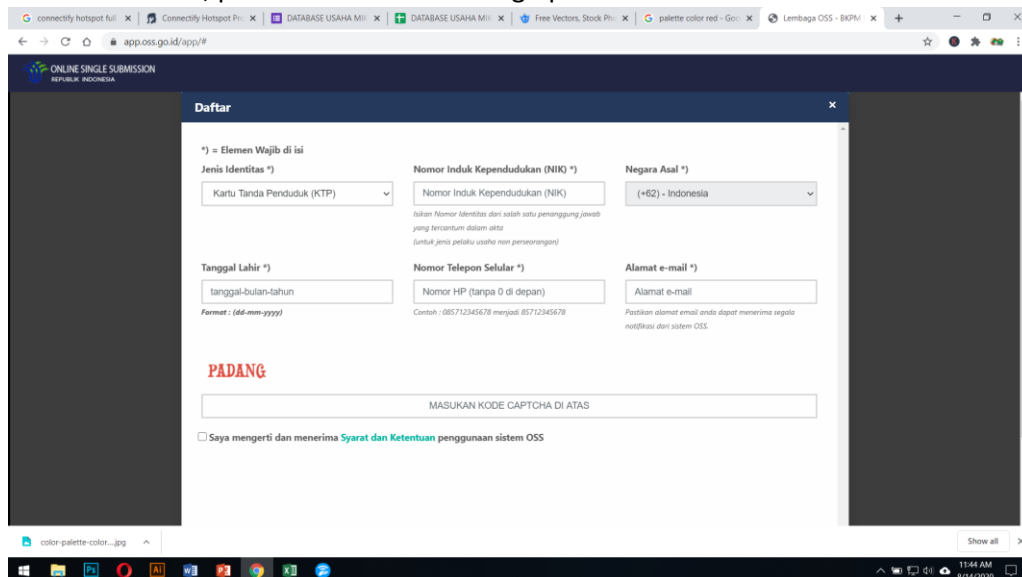 connectify hotspot full
Connectify Hotspot Pro
DATABASE USAHA MI
DATABASE USAHA MI
Free Vectors, Stock Pho
palette color red - Goo
Lembaga OSS - BKPM
app.oss.go.id/app/#
ONLINE SINGLE SUBMISSION
REPUBLIK INDONESIA
Daftar
*) = Elemen Wajib di isi
Jenis Identitas *)
Nomor Induk Kependudukan (NIK) *)
Negara Asal *)
Kartu Tanda Penduduk (KTP)
Nomor Induk Kependudukan (NIK)
(+62) - Indonesia
Isikan Nomor Identitas dari salah satu penanggung jawab
yang tercantum dalam akta
(untuk jenis pelaku usaha non perseorangan)
Tanggal Lahir *)
Nomor Telepon Selular *)
Alamat e-mail *)
tanggal-bulan-tahun
Nomor HP (tanpa 0 di depan)
Alamat e-mail
Format : (dd-mm-yyyy)
Contoh : 085712345678 menjadi 85712345678
Pastikan alamat email anda dapat menerima segala
notifikasi dari sistem OSS.
PADANG
MASUKAN KODE CAPTCHA DI ATAS
Saya mengerti dan menerima Syarat dan Ketentuan penggunaan sistem OSS
color-palette-color....jpg
Show all
Ps
Ai
11:44 AM